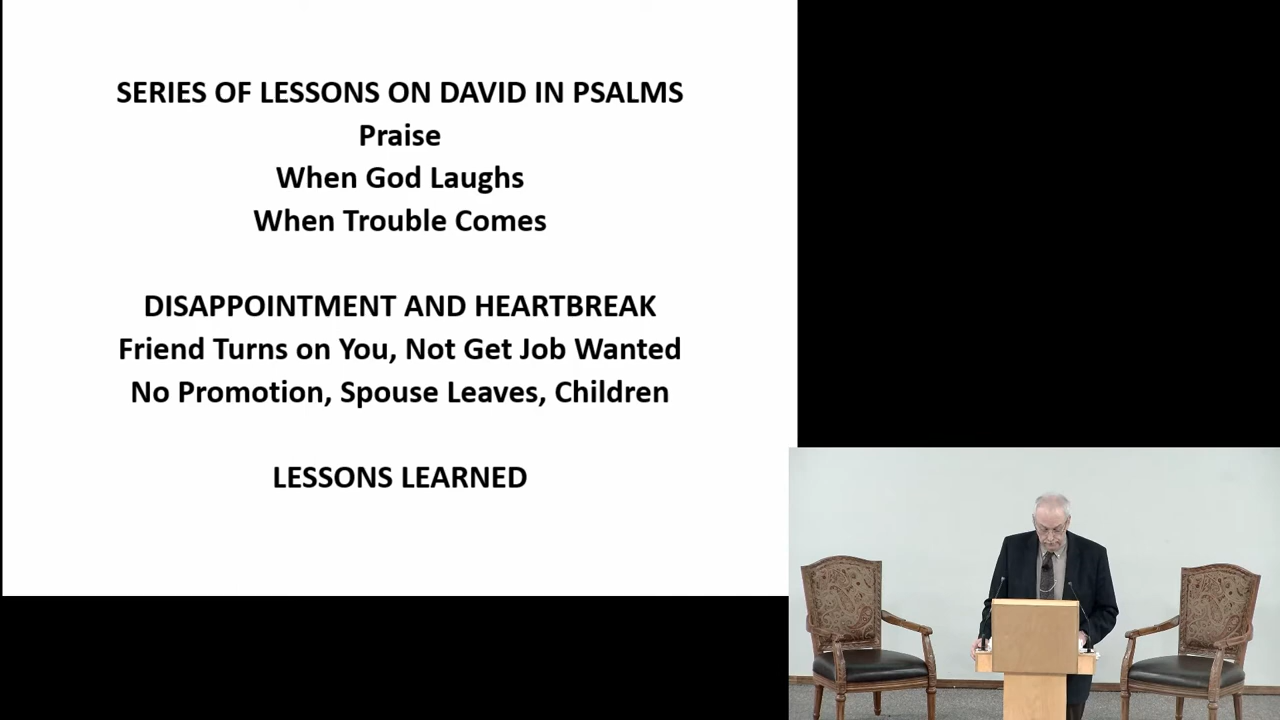 SERIES OF LESSONS ON DAVID IN PSALMS
Praise
When God Laughs
When Trouble Comes
DISAPPOINTMENT AND HEARTBREAK
Friend Turns on You, Not Get Job Wanted
No Promotion, Spouse Leaves, Children
LESSONS LEARNED